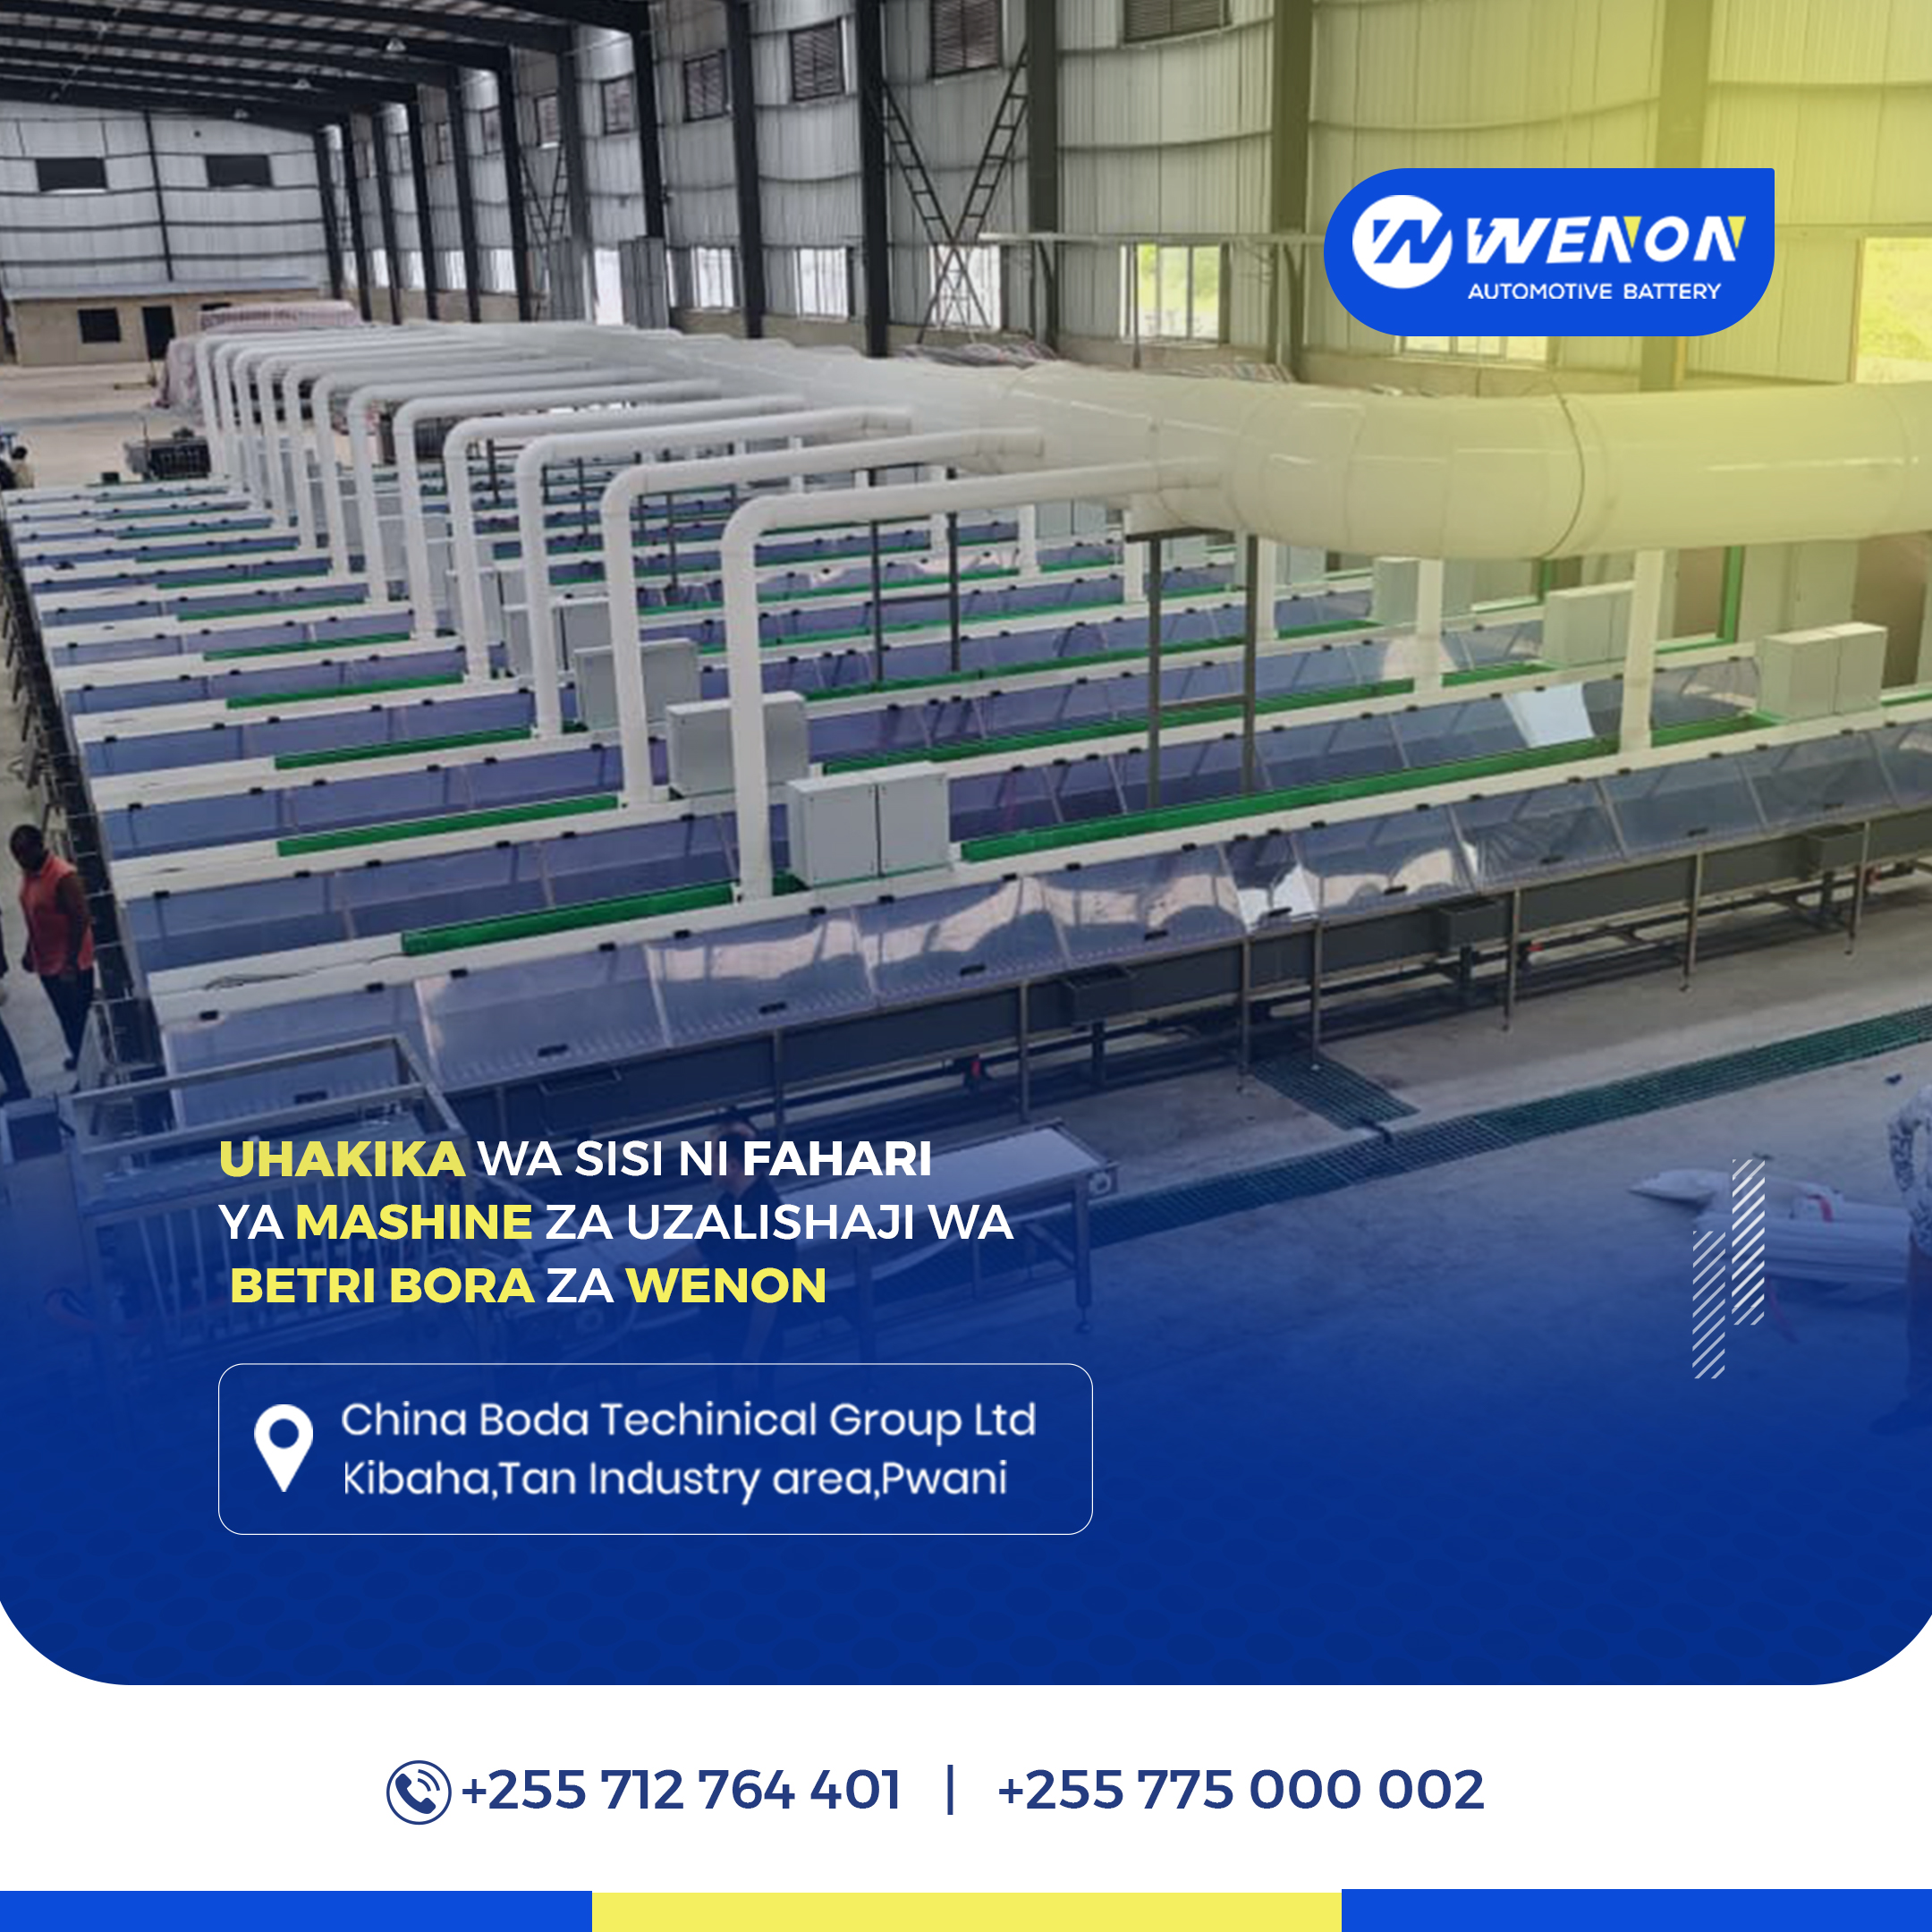 WENON
AUTOMOTIVE BATTERY
UHAKIKA WA SISI NI FAHARI
YA MASHINE ZA UZALISHAJI WA
BETRI BORA ZA WENON
China Boda Techinical Group Ltd
Kibaha,Tan Industry area,Pwani
+255 712 764 401 | +255 775 000 002